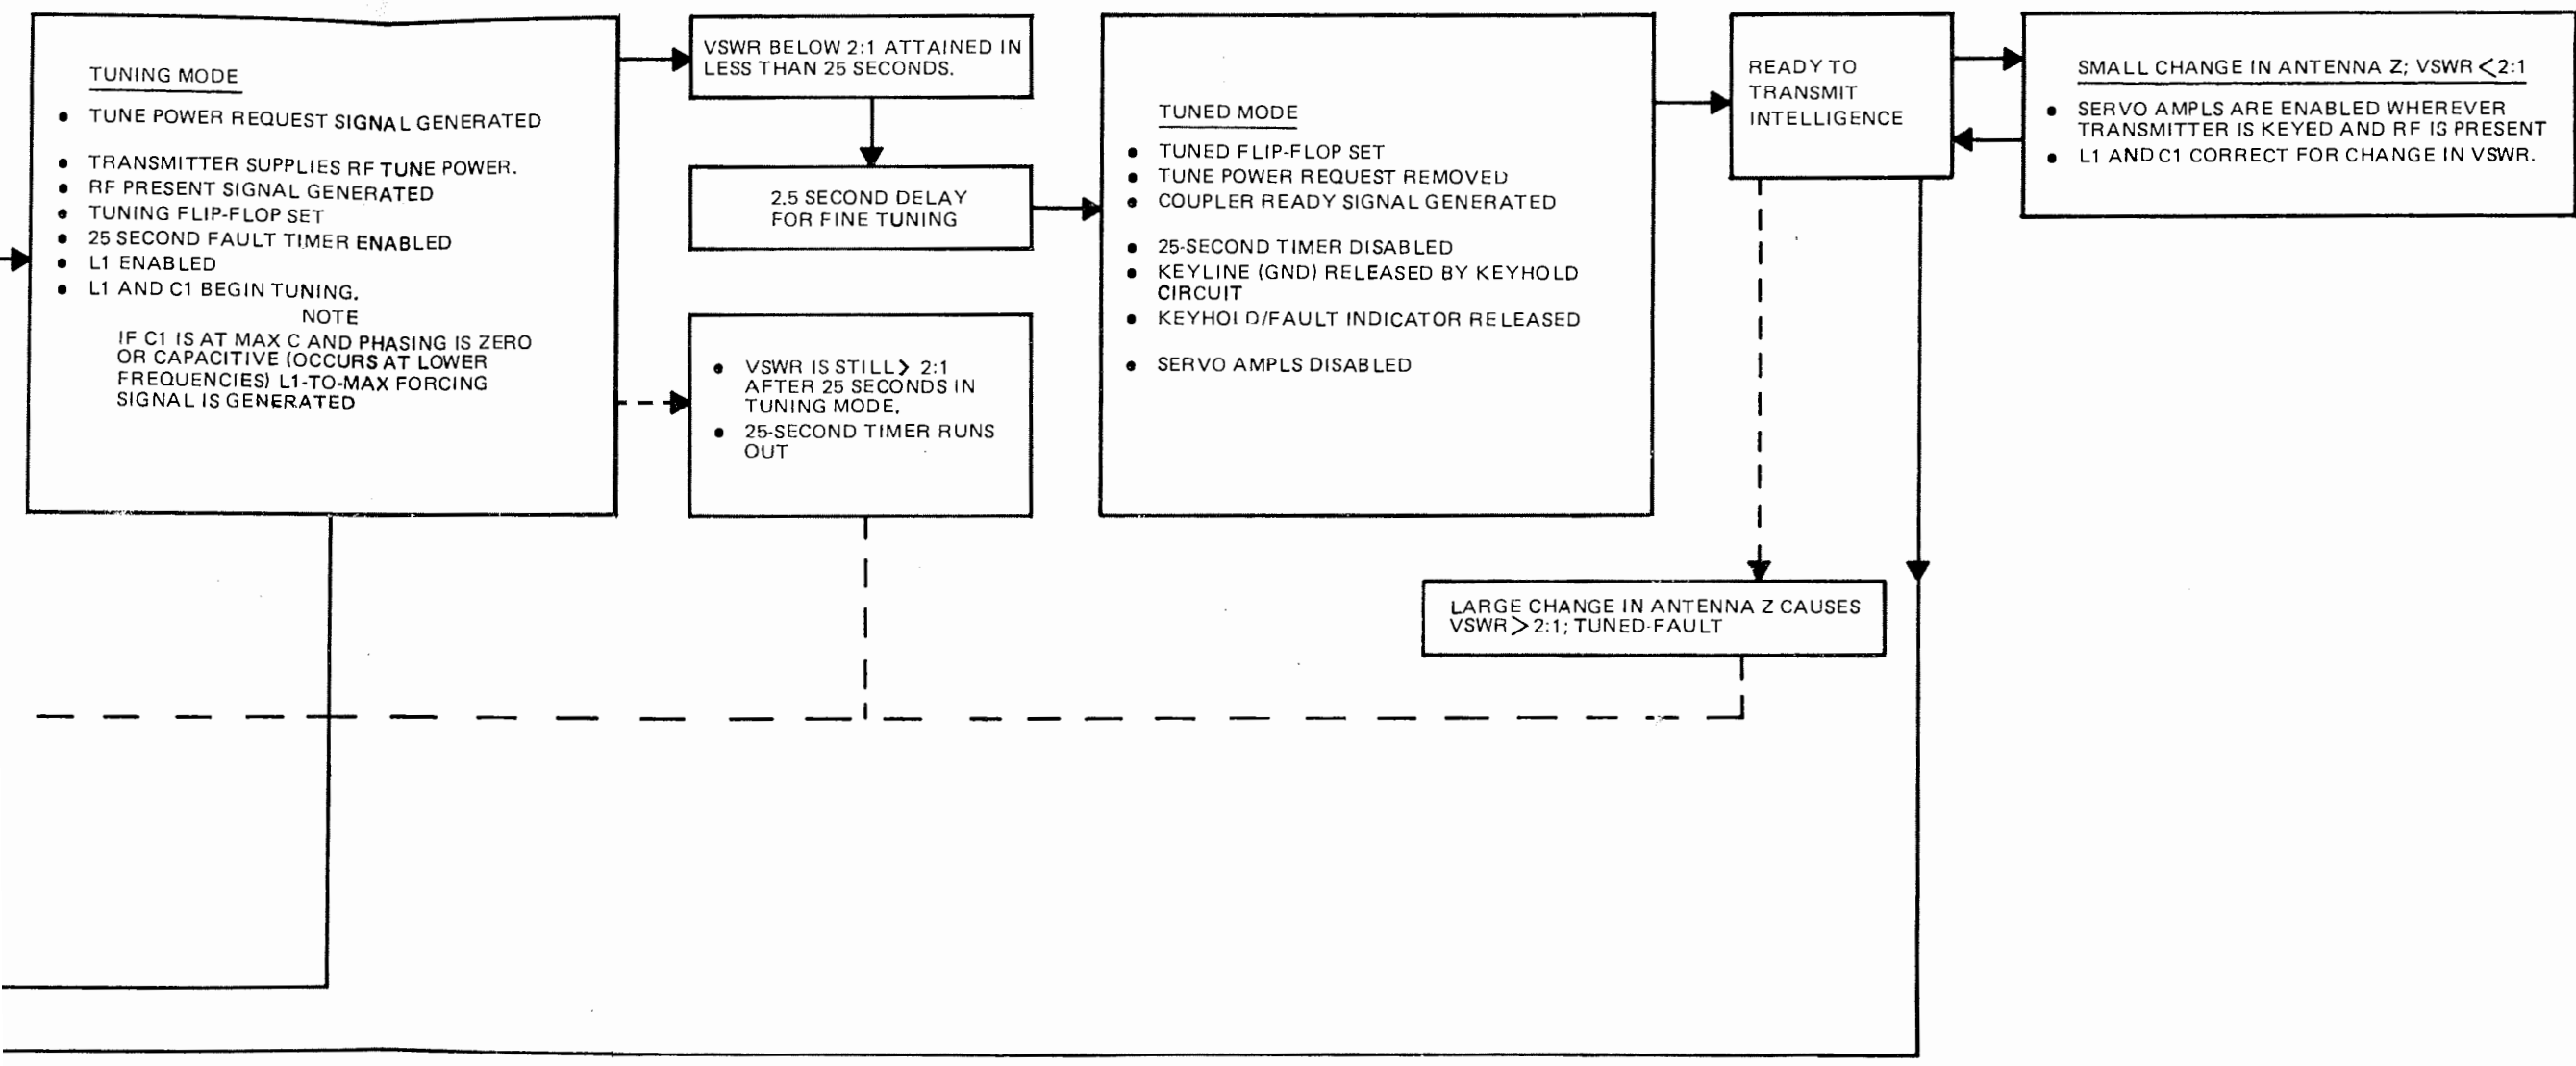 TUNING MODE
• TUNE POWER REQUEST SIGNAL GENERATED
• TRANSMITTER SUPPLIES RF TUNE POWER.
• RF PRESENT SIGNAL GENERATED
• TUNING FLIP-FLOP SET
• 25 SECOND FAULT TIMER ENABLED
• L1 ENABLED
• L1 AND C1 BEGIN TUNING.
NOTE
IF C1 IS AT MAX C AND PHASING IS ZERO
OR CAPACITIVE (OCCURS AT LOWER
FREQUENCIES) L1-TO-MAX FORCING
SIGNAL IS GENERATED
VSWR BELOW 2:1 ATTAINED IN
LESS THAN 25 SECONDS.
2.5 SECOND DELAY
FOR FINE TUNING
• VSWR IS STILL > 2:1
AFTER 25 SECONDS IN
TUNING MODE.
• 25-SECOND TIMER RUNS
OUT
TUNED MODE
• TUNED FLIP-FLOP SET
• TUNE POWER REQUEST REMOVED
• COUPLER READY SIGNAL GENERATED
• 25-SECOND TIMER DISABLED
• KEYLINE (GND) RELEASED BY KEYHOLD
CIRCUIT
• KEYHOLD/FAULT INDICATOR RELEASED
• SERVO AMPLS DISABLED
READY TO
TRANSMIT
INTELLIGENCE
SMALL CHANGE IN ANTENNA Z; VSWR < 2:1
• SERVO AMPLS ARE ENABLED WHEREVER
TRANSMITTER IS KEYED AND RF IS PRESENT
• L1 AND C1 CORRECT FOR CHANGE IN VSWR.
LARGE CHANGE IN ANTENNA Z CAUSES
VSWR > 2:1; TUNED-FAULT